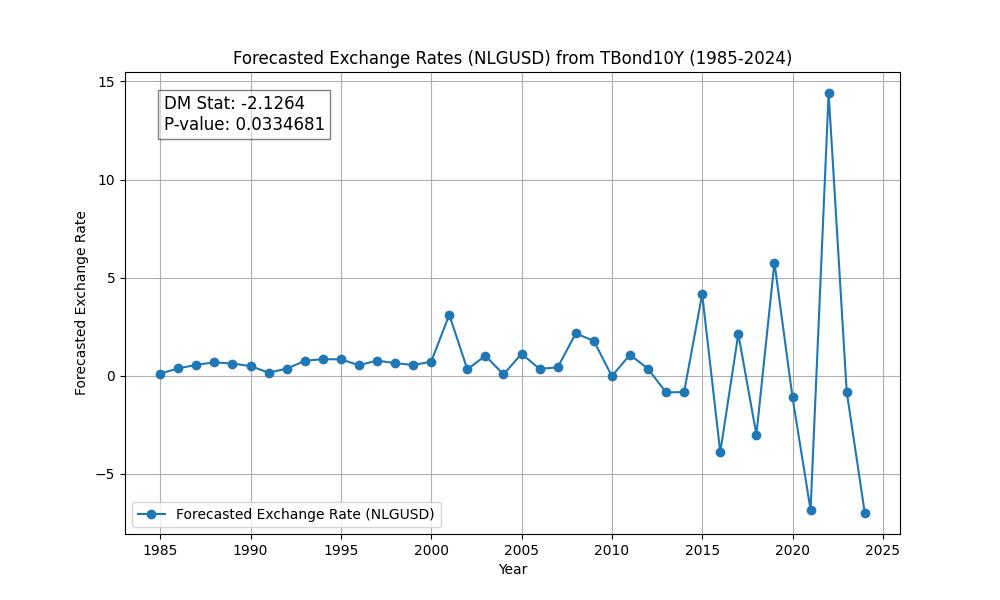 Forecasted Exchange Rates (NLGUSD) from TBond10Y (1985-2024)
DM Stat: -2.1264
P-value: 0.0334681
Forecasted Exchange Rate
15
10
5
0
−5
Forecasted Exchange Rate (NLGUSD)
1985 1990 1995 2000 2005 2010 2015 2020 2025
Year